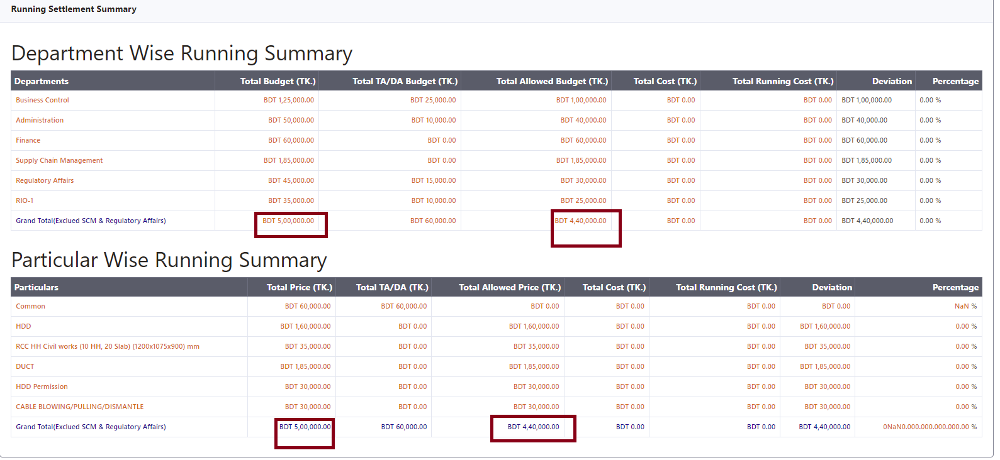 Running Settlement Summary
Department Wise Running Summary
Departments Total Budget (TK.) Total TA/DA Budget (TK.) Total Allowed Budget (TK.) Total Cost (TK.) Total Running Cost (TK.) Deviation Percentage
Business Control BDT 1,25,000.00 BDT 25,000.00 BDT 1,00,000.00 BDT 0.00 BDT 0.00 BDT 1,00,000.00 0.00 %
Administration BDT 50,000.00 BDT 10,000.00 BDT 40,000.00 BDT 0.00 BDT 0.00 BDT 40,000.00 0.00 %
Finance BDT 60,000.00 BDT 0.00 BDT 60,000.00 BDT 0.00 BDT 0.00 BDT 60,000.00 0.00 %
Supply Chain Management BDT 1,85,000.00 BDT 0.00 BDT 1,85,000.00 BDT 0.00 BDT 0.00 BDT 1,85,000.00 0.00 %
Regulatory Affairs BDT 45,000.00 BDT 15,000.00 BDT 30,000.00 BDT 0.00 BDT 0.00 BDT 30,000.00 0.00 %
RIO-1 BDT 35,000.00 BDT 10,000.00 BDT 25,000.00 BDT 0.00 BDT 0.00 BDT 25,000.00 0.00 %
Grand Total(Exclued SCM & Regulatory Affairs) BDT 5,00,000.00 BDT 60,000.00 BDT 4,40,000.00 BDT 0.00 BDT 0.00 BDT 4,40,000.00 0.00 %
Particular Wise Running Summary
Particulars Total Price (TK.) Total TA/DA (TK.) Total Allowed Price (TK.) Total Cost (TK.) Total Running Cost (TK.) Deviation Percentage
Common BDT 60,000.00 BDT 60,000.00 BDT 0.00 BDT 0.00 BDT 0.00 BDT 0.00 NaN %
HDD BDT 1,60,000.00 BDT 0.00 BDT 1,60,000.00 BDT 0.00 BDT 0.00 BDT 1,60,000.00 0.00 %
RCC HH Civil works (10 HH, 20 Slab) (1200x1075x900) mm BDT 35,000.00 BDT 0.00 BDT 35,000.00 BDT 0.00 BDT 0.00 BDT 35,000.00 0.00 %
DUCT BDT 1,85,000.00 BDT 0.00 BDT 1,85,000.00 BDT 0.00 BDT 0.00 BDT 1,85,000.00 0.00 %
HDD Permission BDT 30,000.00 BDT 0.00 BDT 30,000.00 BDT 0.00 BDT 0.00 BDT 30,000.00 0.00 %
CABLE BLOWING/PULLING/DISMANTLE BDT 30,000.00 BDT 0.00 BDT 30,000.00 BDT 0.00 BDT 0.00 BDT 30,000.00 0.00 %
Grand Total(Exclued SCM & Regulatory Affairs) BDT 5,00,000.00 BDT 60,000.00 BDT 4,40,000.00 BDT 0.00 BDT 0.00 BDT 4,40,000.00 0NaN0.000.000.000.000.00 %